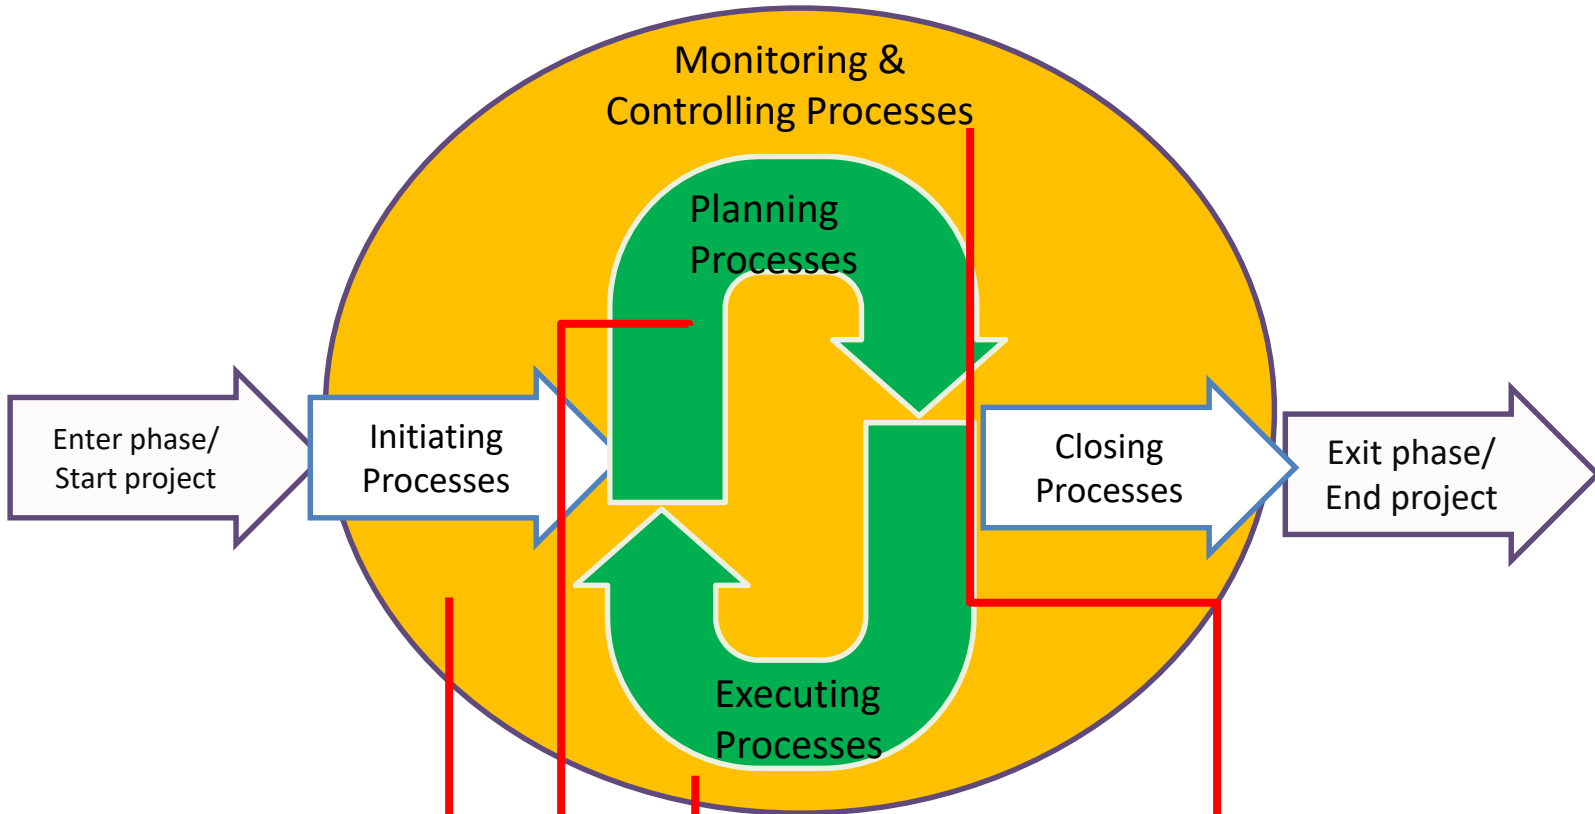 Monitoring &
Controlling Processes
Planning
Processes
Enter phase/
Start project
Initiating
Processes
Closing
Processes
Exit phase/
End project
Executing
Processes